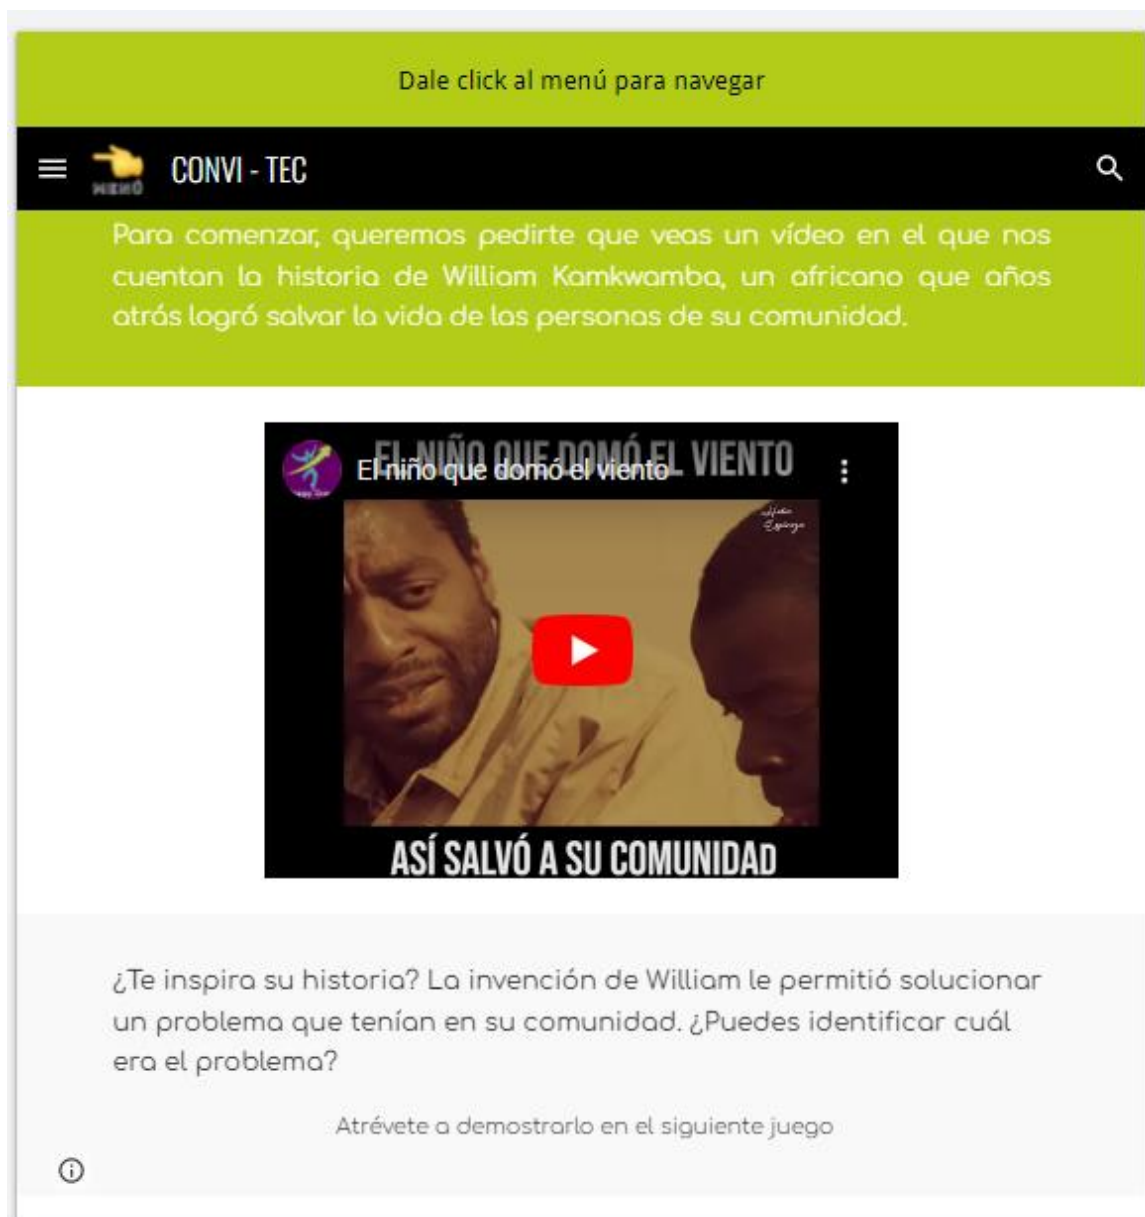 Dale click al menú para navegar
MENÚ
CONVI - TEC
Para comenzar, queremos pedirte que veas un vídeo en el que nos
cuentan la historia de William Kamkwamba, un africano que años
atrás logró salvar la vida de las personas de su comunidad.
EL NIÑO QUE DOMÓ EL VIENTO
El niño que domó el viento
ASÍ SALVÓ A SU COMUNIDAD
¿Te inspira su historia? La invención de William le permitió solucionar
un problema que tenían en su comunidad. ¿Puedes identificar cuál
era el problema?
Atrévete a demostrarlo en el siguiente juego